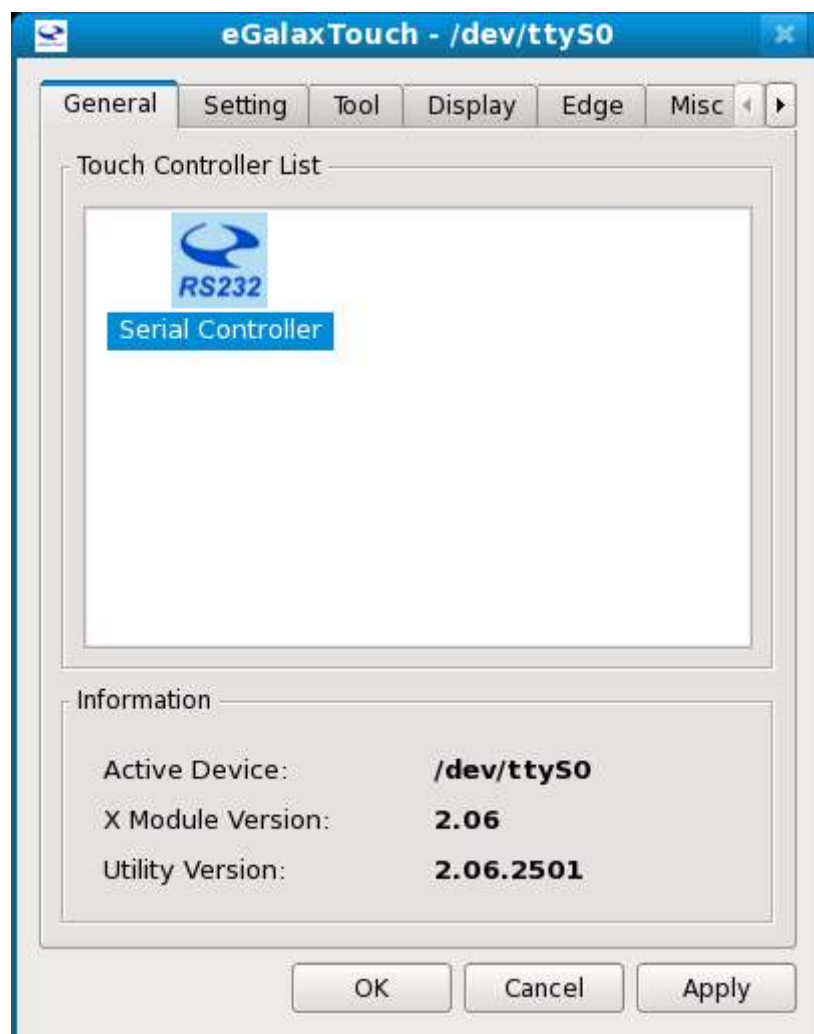 eGalaxTouch - /dev/ttyS0
General Setting Tool Display Edge Misc
Touch Controller List
RS232
Serial Controller
Information
Active Device: /dev/ttyS0
X Module Version: 2.06
Utility Version: 2.06.2501
OK Cancel Apply